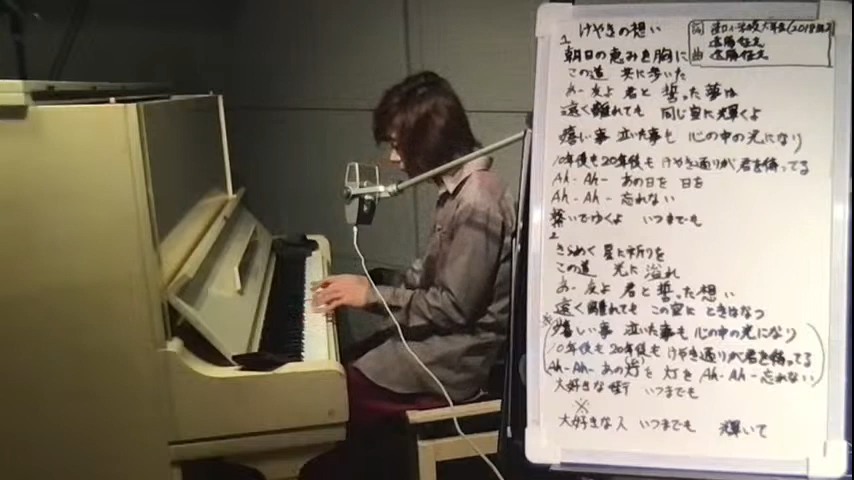 けやきの想い
1
朝日の恵みを胸に
この道 共に歩いた
あー友よ 君と誓った夢は
遠く離れても 同じ空に輝くよ
嬉しい事 泣いた事も 心の中の光になり
10年後も20年後も けやき通りが君を待ってる
Ah- Ah- あの日を 日を
Ah- Ah- 忘れない
繋いでゆくよ いつまでも
2
きらめく 星に祈りを
この道 光に溢れ
あー友よ 君と誓った想い
遠く離れても この空に ときはなつ
※嬉しい事 泣いた事も 心の中の光になり
10年後も20年後も けやき通りが君を待ってる
Ah- Ah- あの灯を 灯を Ah- Ah- 忘れない
大好きな街 いつまでも
※
大好きな人 いつまでも 輝いて
詞
曲